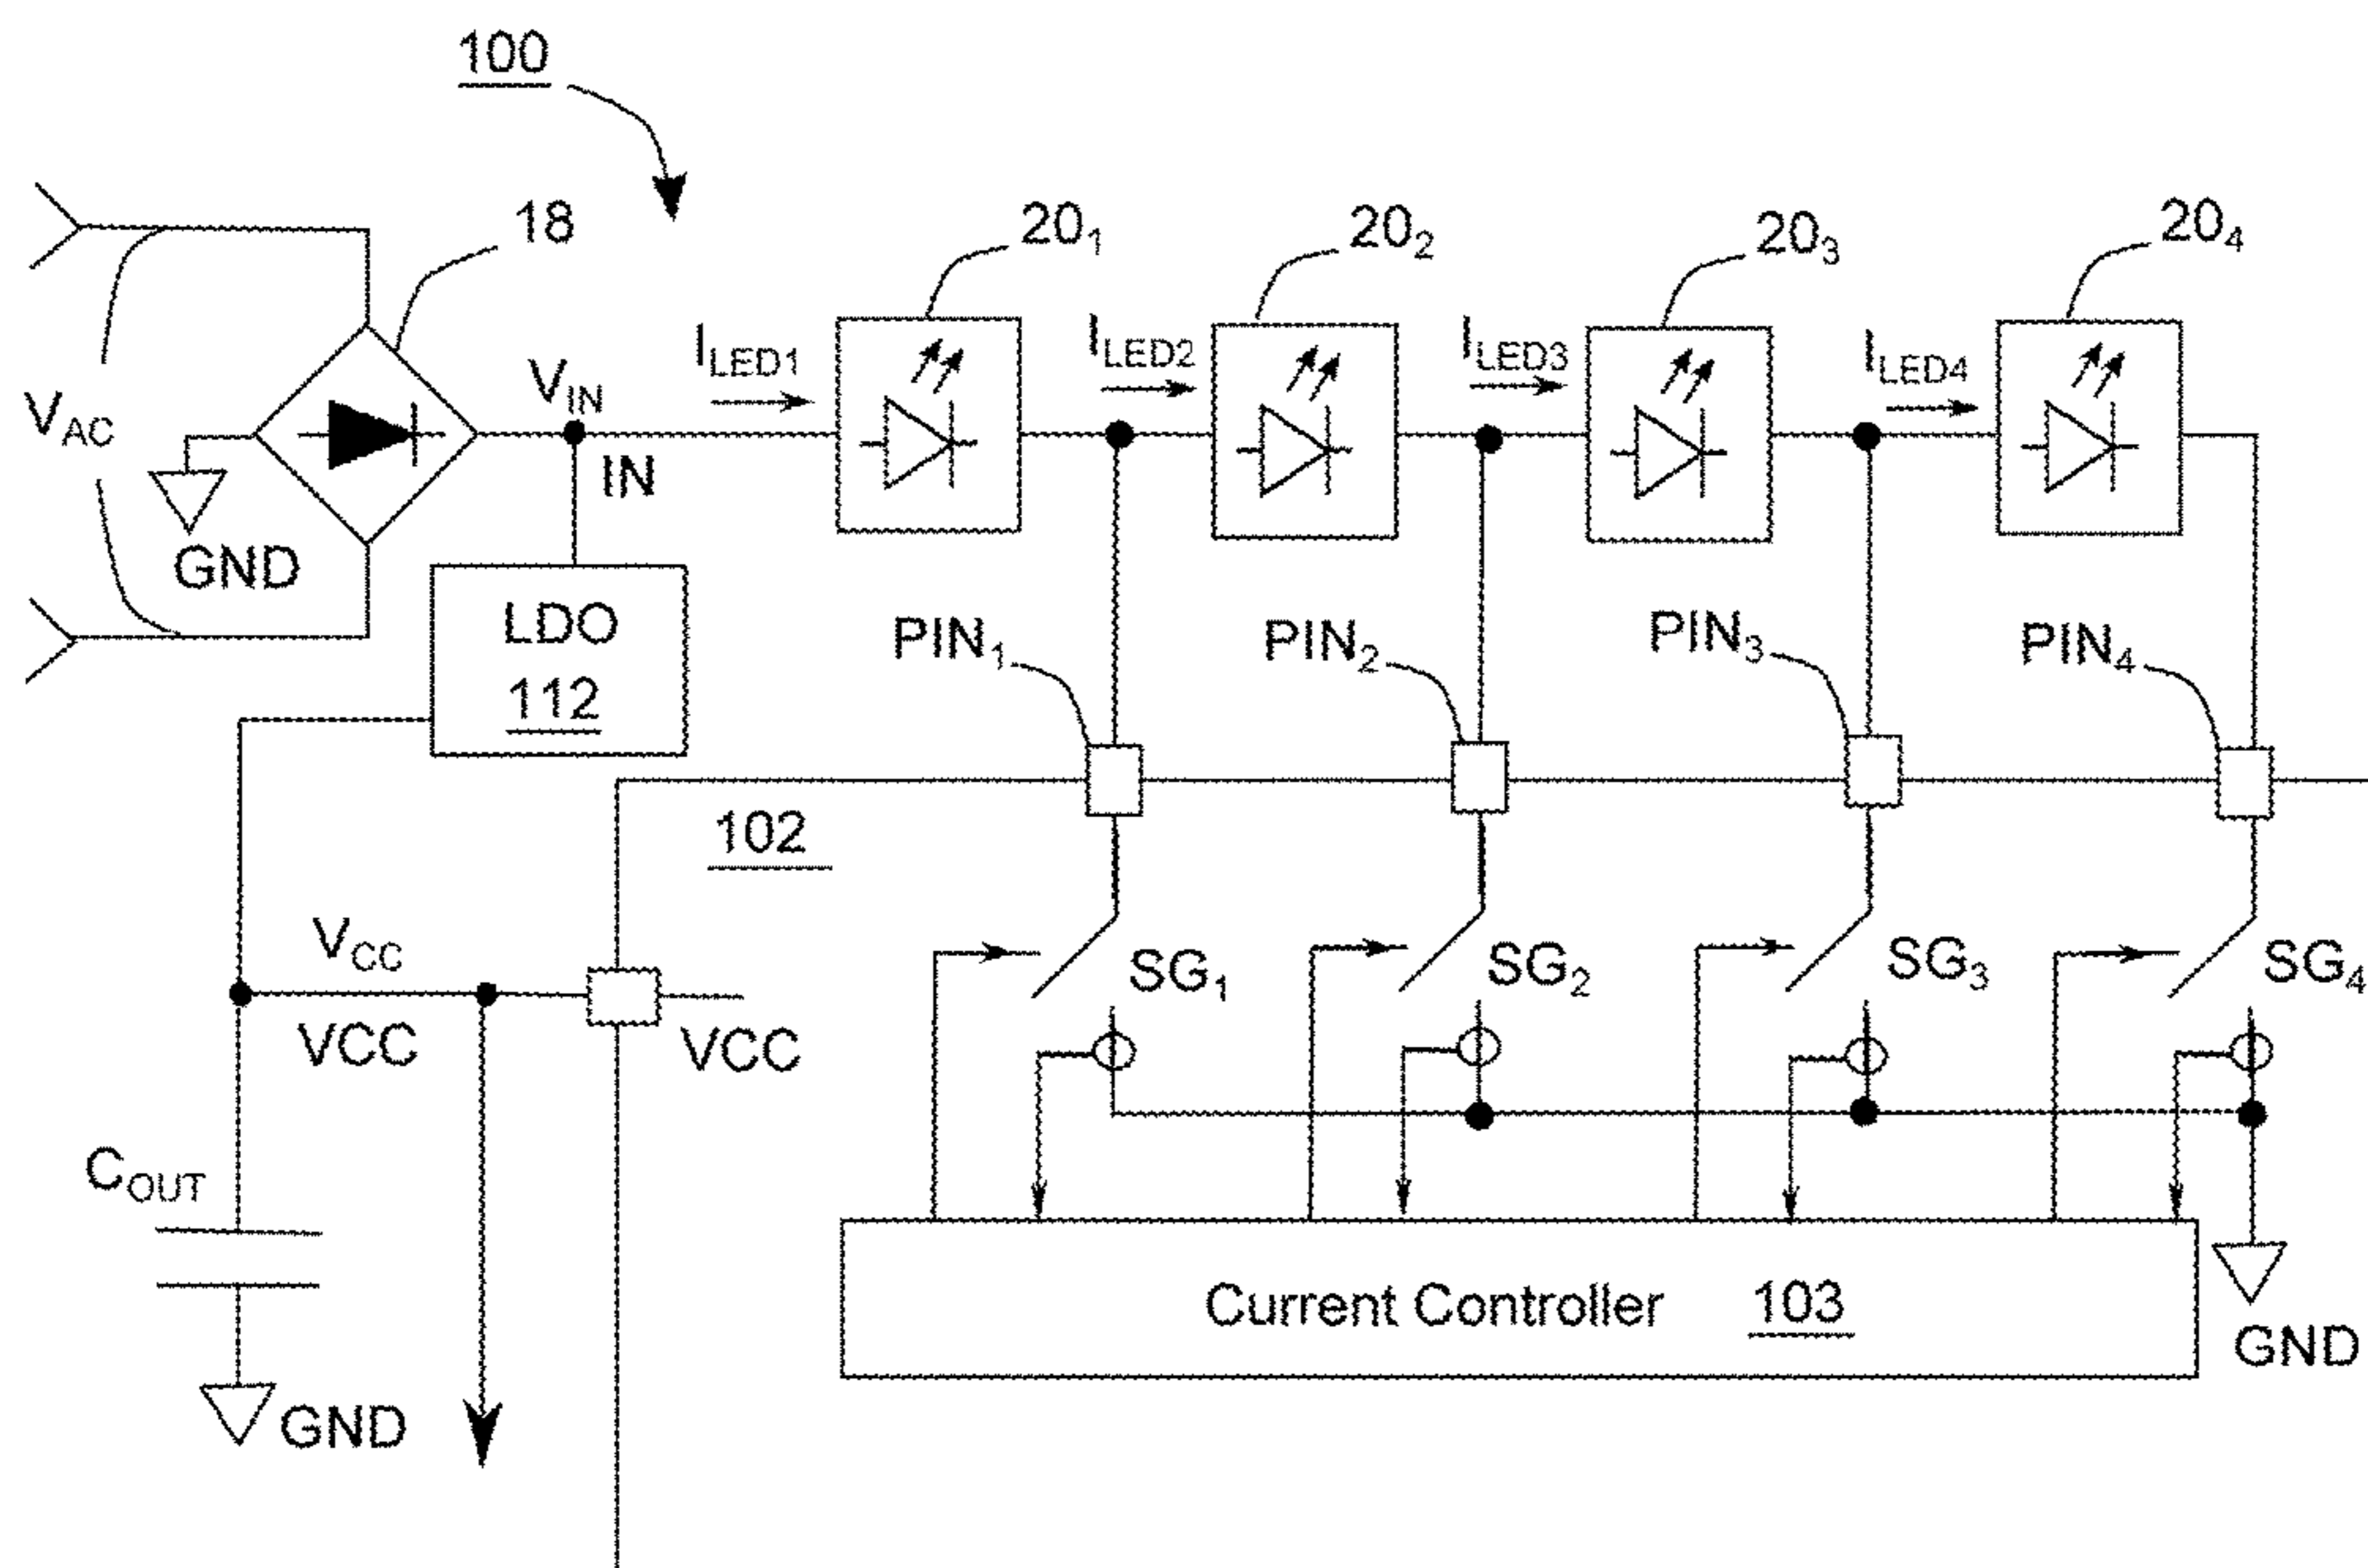 100
18
20₁
20₂
20₃
20₄
V_AC
V_IN
I_LED1
I_LED2
I_LED3
I_LED4
IN
GND
LDO
112
PIN₁
PIN₂
PIN₃
PIN₄
102
V_CC
VCC
VCC
SG₁
SG₂
SG₃
SG₄
C_OUT
GND
Current Controller 103
GND